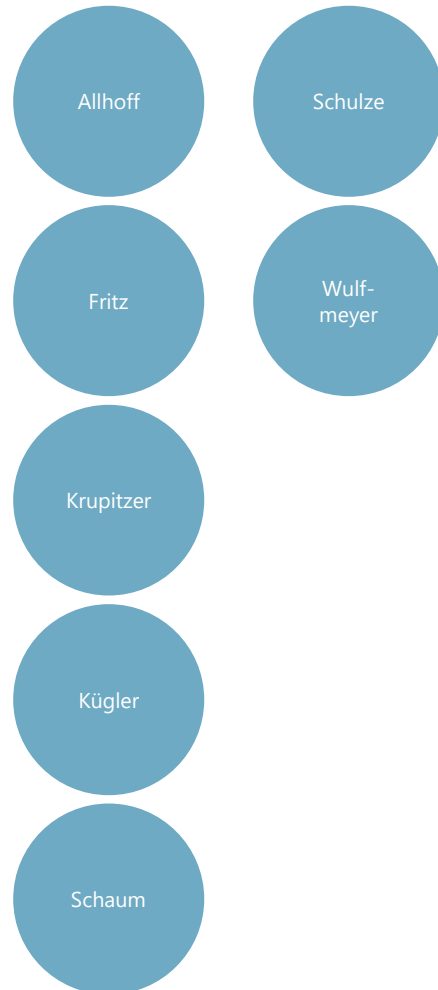 Allhoff
Fritz
Krupitzer
Kügler
Schaum
Schulze
Wulf-
meyer